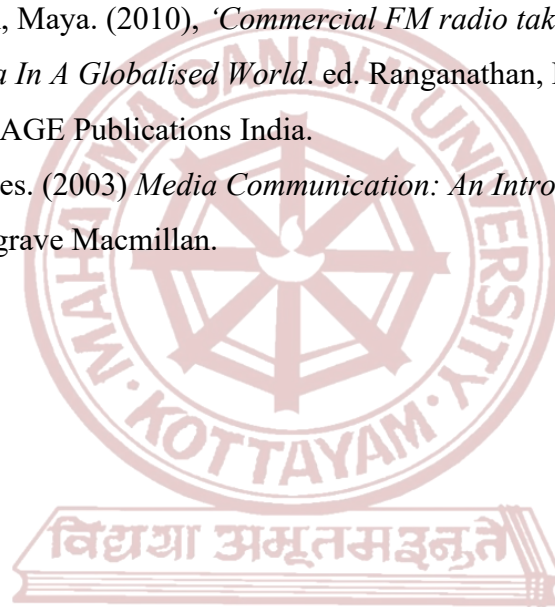 , Maya. (2010), ‘Commercial FM radio tak
a In A Globalised World. ed. Ranganathan,
AGE Publications India.
es. (2003) Media Communication: An Intro
grave Macmillan.
MAHATMA GANDHI UNIVERSITY
KOTTAYAM
विद्यया अमृतमश्नुते